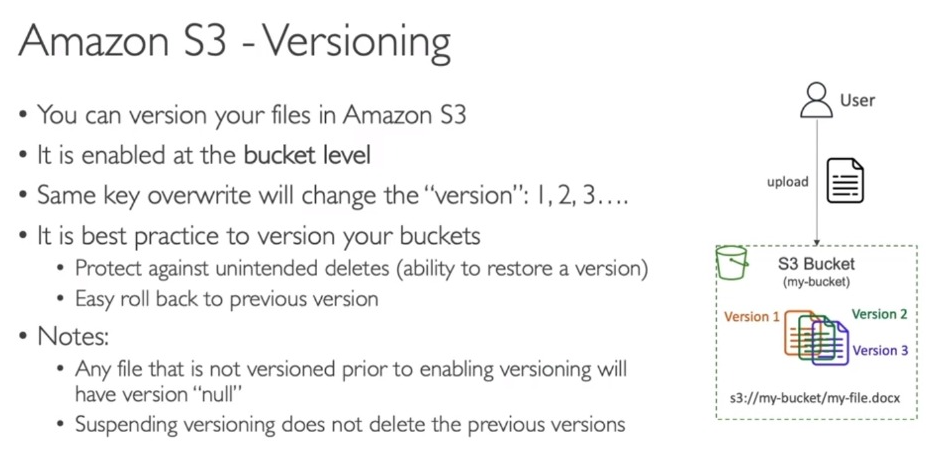 Amazon S3 - Versioning
• You can version your files in Amazon S3
• It is enabled at the bucket level
• Same key overwrite will change the “version”: 1, 2, 3….
• It is best practice to version your buckets
• Protect against unintended deletes (ability to restore a version)
• Easy roll back to previous version
• Notes:
• Any file that is not versioned prior to enabling versioning will
have version “null”
• Suspending versioning does not delete the previous versions
User
upload
S3 Bucket
(my-bucket)
Version 1
Version 2
Version 3
s3://my-bucket/my-file.docx